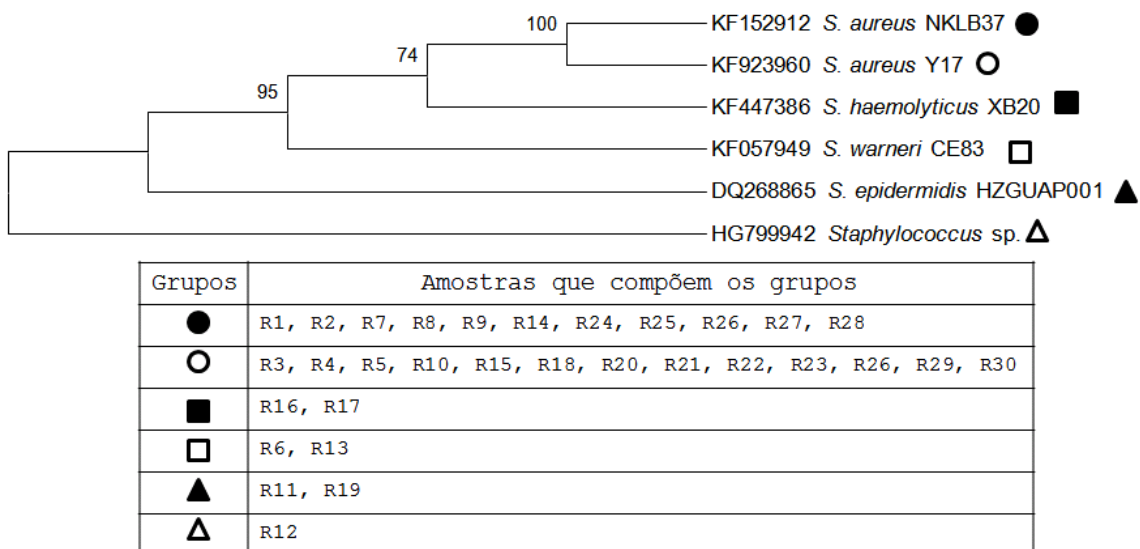 100
KF152912 S. aureus NKLB37
74
KF923960 S. aureus Y17
95
KF447386 S. haemolyticus XB20
KF057949 S. warneri CE83
DQ268865 S. epidermidis HZGUAP001
HG799942 Staphylococcus sp.
Grupos Amostras que compõem os grupos
R1, R2, R7, R8, R9, R14, R24, R25, R26, R27, R28
R3, R4, R5, R10, R15, R18, R20, R21, R22, R23, R26, R29, R30
R16, R17
R6, R13
R11, R19
R12